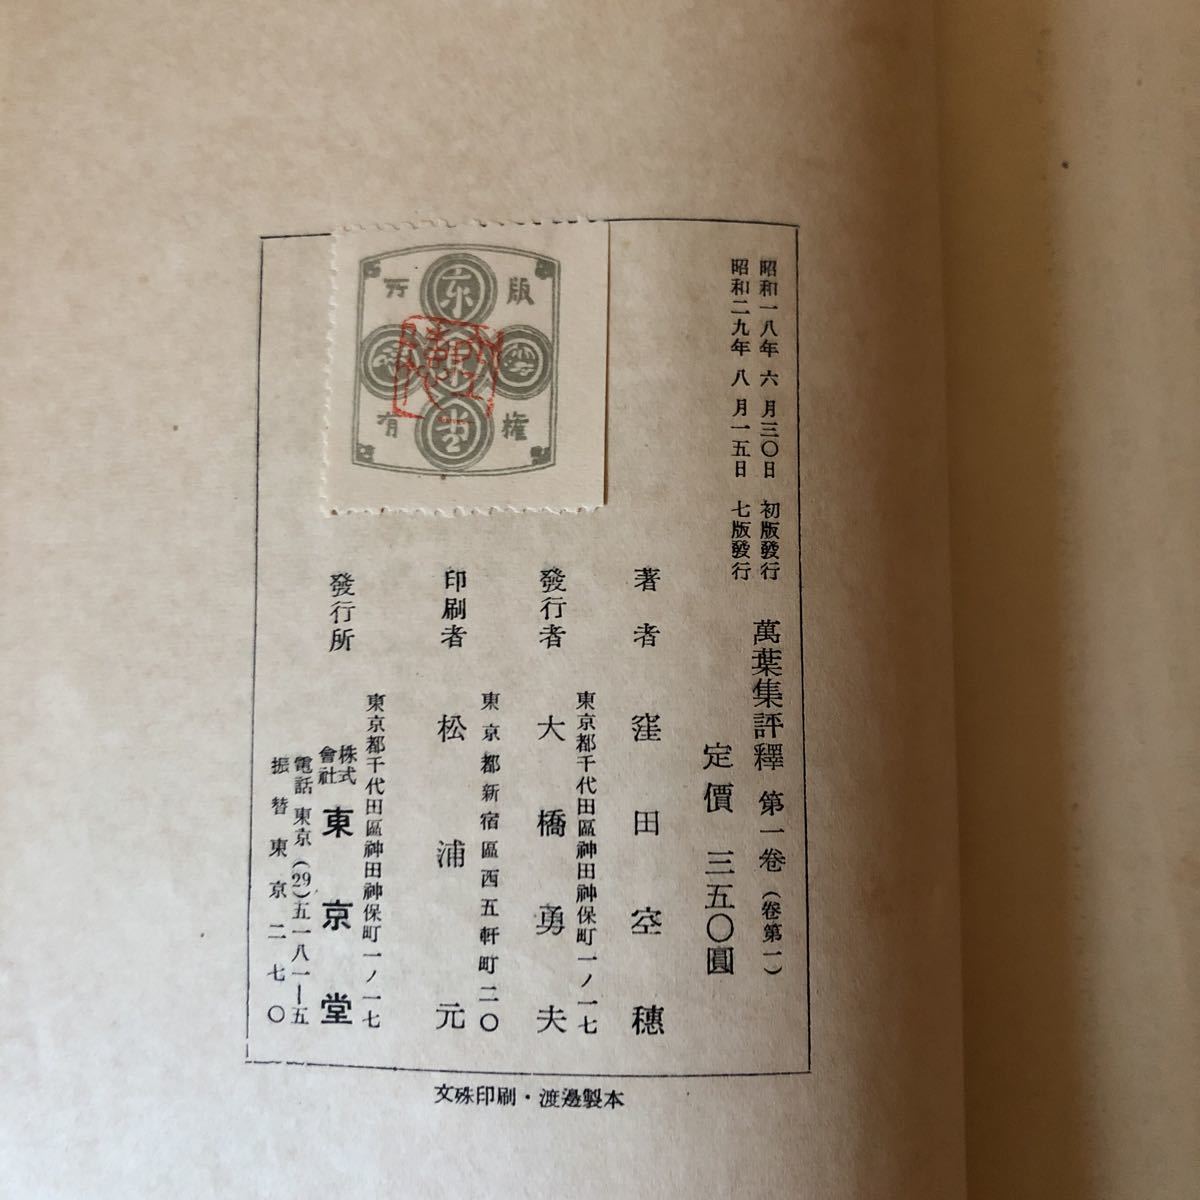 昭和一八年 六 月三〇日 初版發行
昭和二九年 八 月一五日 七版發行
萬葉集評釋 第一卷 (卷第一)
定價 三五〇圓
著者 窪田空穗
東京都千代田區神田神保町一ノ一七
發行者 大橋勇夫
東京都新宿區西五軒町二〇
印刷者 松浦元
東京都千代田區神田神保町一ノ一七
發行所 株式會社 東京堂
電話東京(29)五一八一―五
振替東京二七〇
版
権
所
有
東
京
堂
文殊印刷・渡邊製本